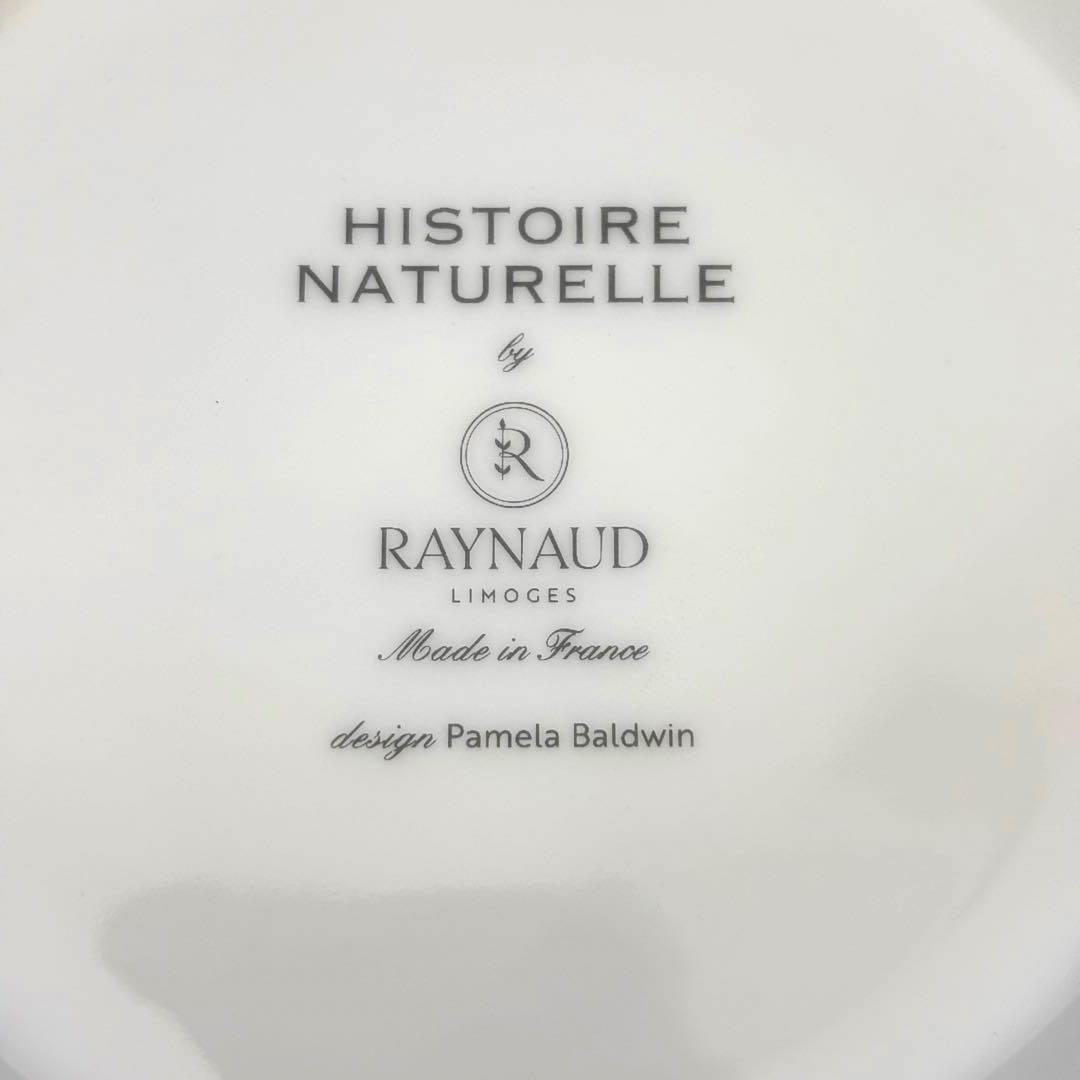 HISTOIRE
NATURELLE
by
R
RAYNAUD
LIMOGES
Made in France
design Pamela Baldwin